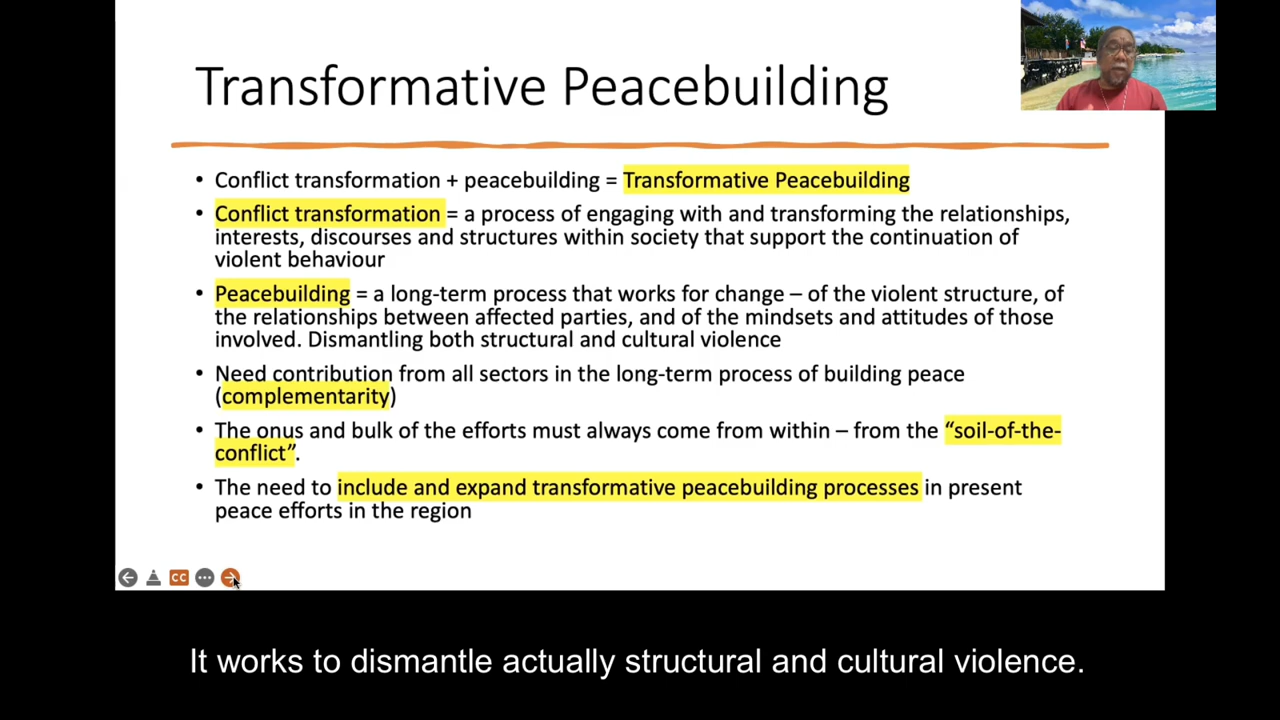 Transformative Peacebuilding
• Conflict transformation + peacebuilding = Transformative Peacebuilding
• Conflict transformation = a process of engaging with and transforming the relationships,
interests, discourses and structures within society that support the continuation of
violent behaviour
• Peacebuilding = a long-term process that works for change – of the violent structure, of
the relationships between affected parties, and of the mindsets and attitudes of those
involved. Dismantling both structural and cultural violence
• Need contribution from all sectors in the long-term process of building peace
(complementarity)
• The onus and bulk of the efforts must always come from within – from the “soil-of-the-
conflict”.
• The need to include and expand transformative peacebuilding processes in present
peace efforts in the region
CC
It works to dismantle actually structural and cultural violence.